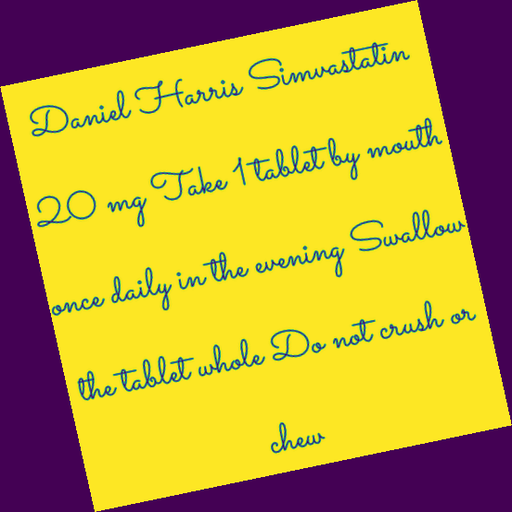 Daniel Harris Simvastatin
20 mg Take 1 tablet by mouth
once daily in the evening Swallow
the tablet whole Do not crush or
chew